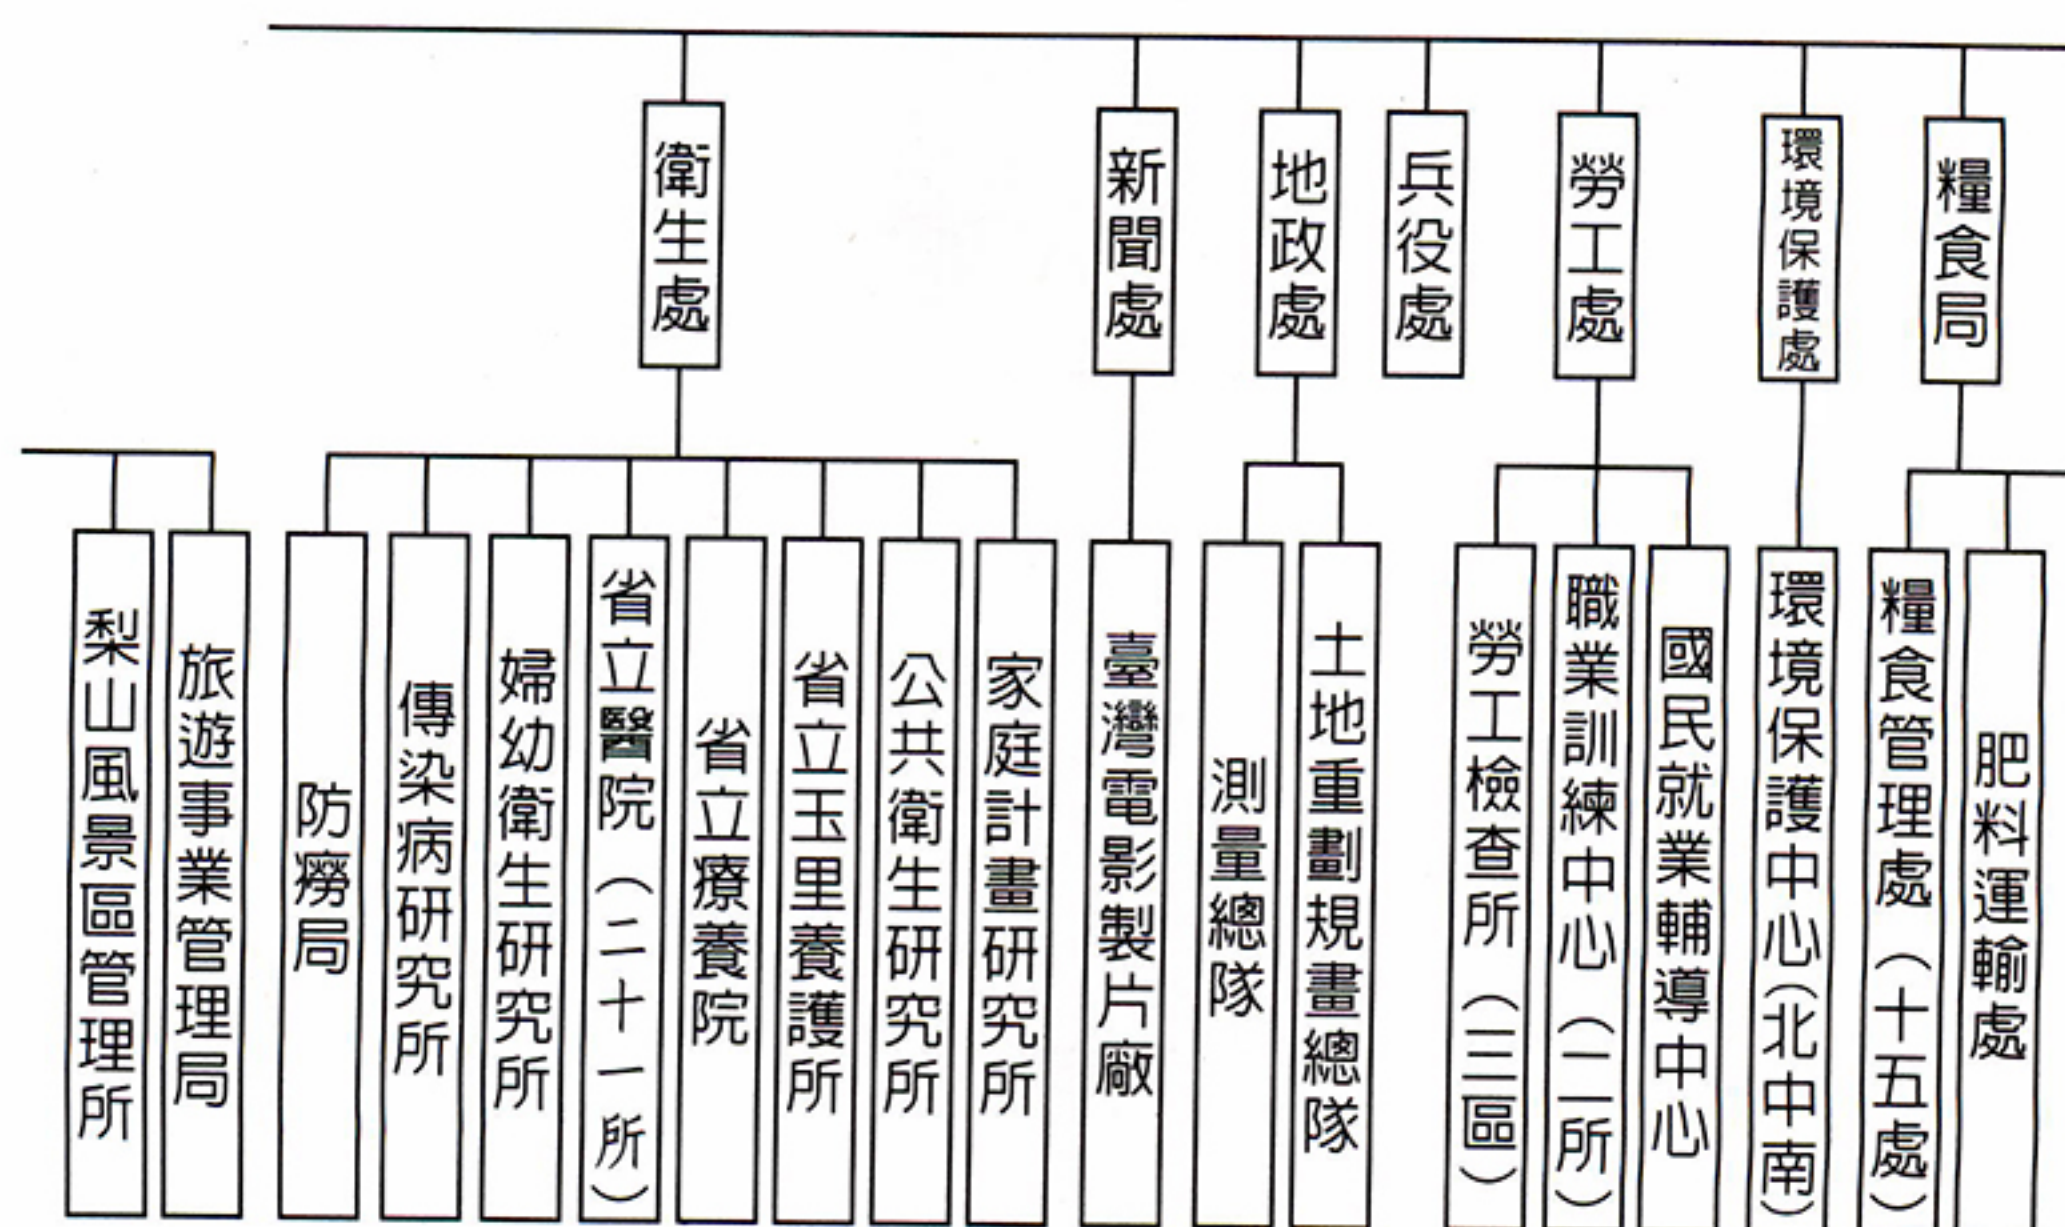 衛生處
新聞處
地政處
兵役處
勞工處
環境保護處
糧食局
梨山風景區管理所
旅遊事業管理局
防癆局
傳染病研究所
婦幼衛生研究所
省立醫院（二十一所）
省立療養院
省立玉里養護所
公共衛生研究所
家庭計畫研究所
臺灣電影製片廠
測量總隊
土地重劃規畫總隊
勞工檢查所（三區）
職業訓練中心（二所）
國民就業輔導中心
環境保護中心（北中南）
糧食管理處（十五處）
肥料運輸處